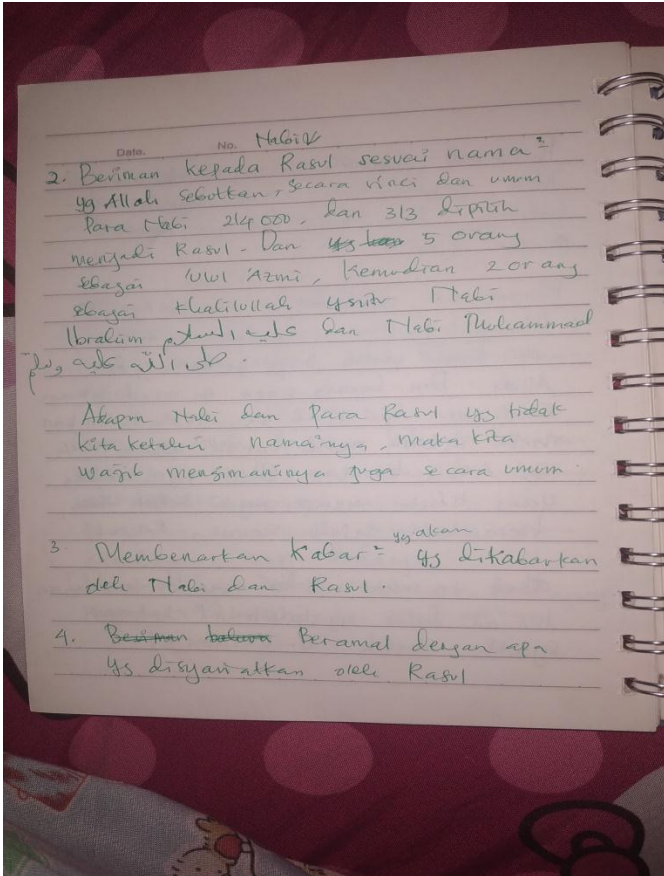 Date. No. Nabi
2. Beriman kepada Rasul sesuai nama²
yg Allah sebutkan, secara rinci dan umum
Para Nabi 214 000, dan 313 dipilih
menjadi Rasul. Dan 5 orang
sebagai 'Ulul 'Azmi, kemudian 2 orang
sebagai Khalilullah yaitu Nabi
Ibrahim عليه السلام dan Nabi Muhammad
صلى الله عليه وسلم.
Adapun Nabi dan Para Rasul yg tidak
kita ketahui nama²nya, maka kita
wajib mengimaninya juga secara umum.
yg akan
3. Membenarkan kabar² yg dikabarkan
oleh Nabi dan Rasul.
4. Beriman bahwa Beramal dengan apa
yg disyari'atkan oleh Rasul